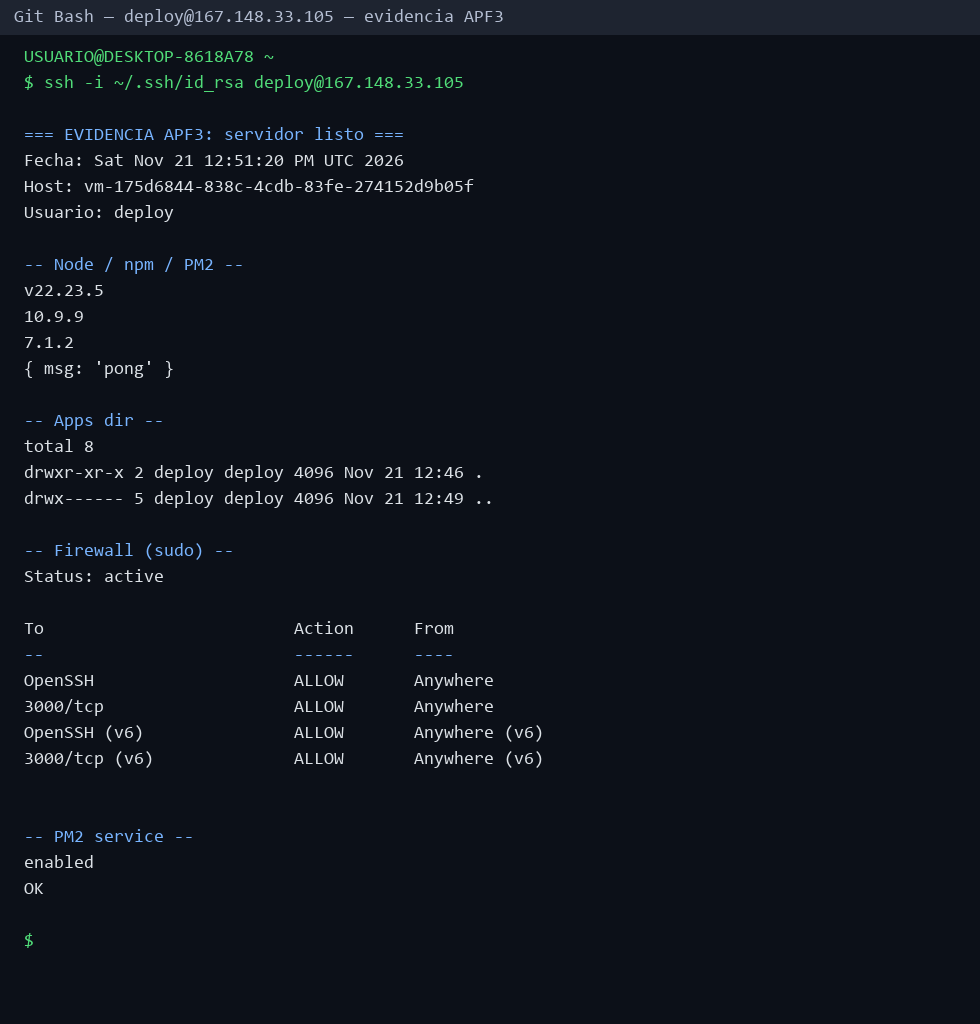 Git Bash — deploy@167.148.33.105 — evidencia APF3
USUARIO@DESKTOP-8618A78 ~
$ ssh -i ~/.ssh/id_rsa deploy@167.148.33.105
=== EVIDENCIA APF3: servidor listo ===
Fecha: Sat Nov 21 12:51:20 PM UTC 2026
Host: vm-175d6844-838c-4cdb-83fe-274152d9b05f
Usuario: deploy
-- Node / npm / PM2 --
v22.23.5
10.9.9
7.1.2
{ msg: 'pong' }
-- Apps dir --
total 8
drwxr-xr-x 2 deploy deploy 4096 Nov 21 12:46 .
drwx------ 5 deploy deploy 4096 Nov 21 12:49 ..
-- Firewall (sudo) --
Status: active
To                         Action      From
--                         ------      ----
OpenSSH                    ALLOW       Anywhere
3000/tcp                   ALLOW       Anywhere
OpenSSH (v6)               ALLOW       Anywhere (v6)
3000/tcp (v6)              ALLOW       Anywhere (v6)
-- PM2 service --
enabled
OK
$